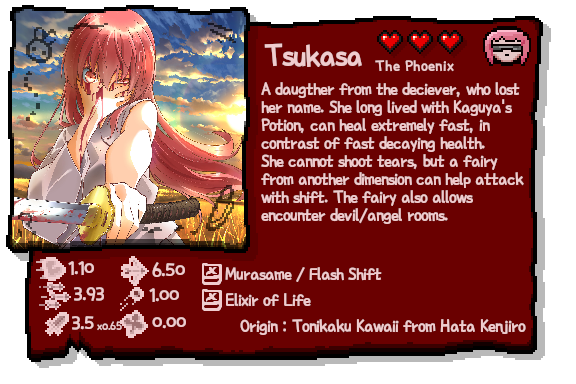 Tsukasa
The Phoenix
A daugther from the deciever, who lost
her name. She long lived with Kaguya's
Potion, can heal extremely fast, in
contrast of fast decaying health.
She cannot shoot tears, but a fairy
from another dimension can help attack
with shift. The fairy also allows
encounter devil/angel rooms.
1.10
6.50
3.93
1.00
3.5 x0.65
0.00
Murasame / Flash Shift
Elixir of Life
Origin : Tonikaku Kawaii from Hata Kenjiro